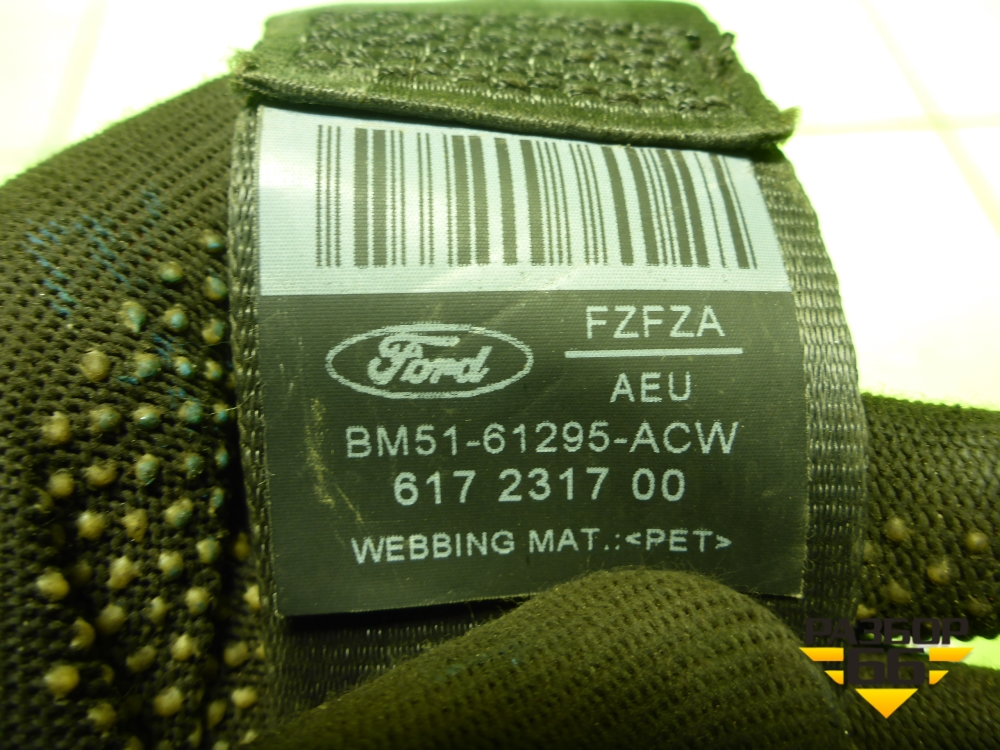 FZFZA
Ford
AEU
BM51-61295-ACW
617 2317 00
WEBBING MAT.:<PET>
РАЗБОР
66